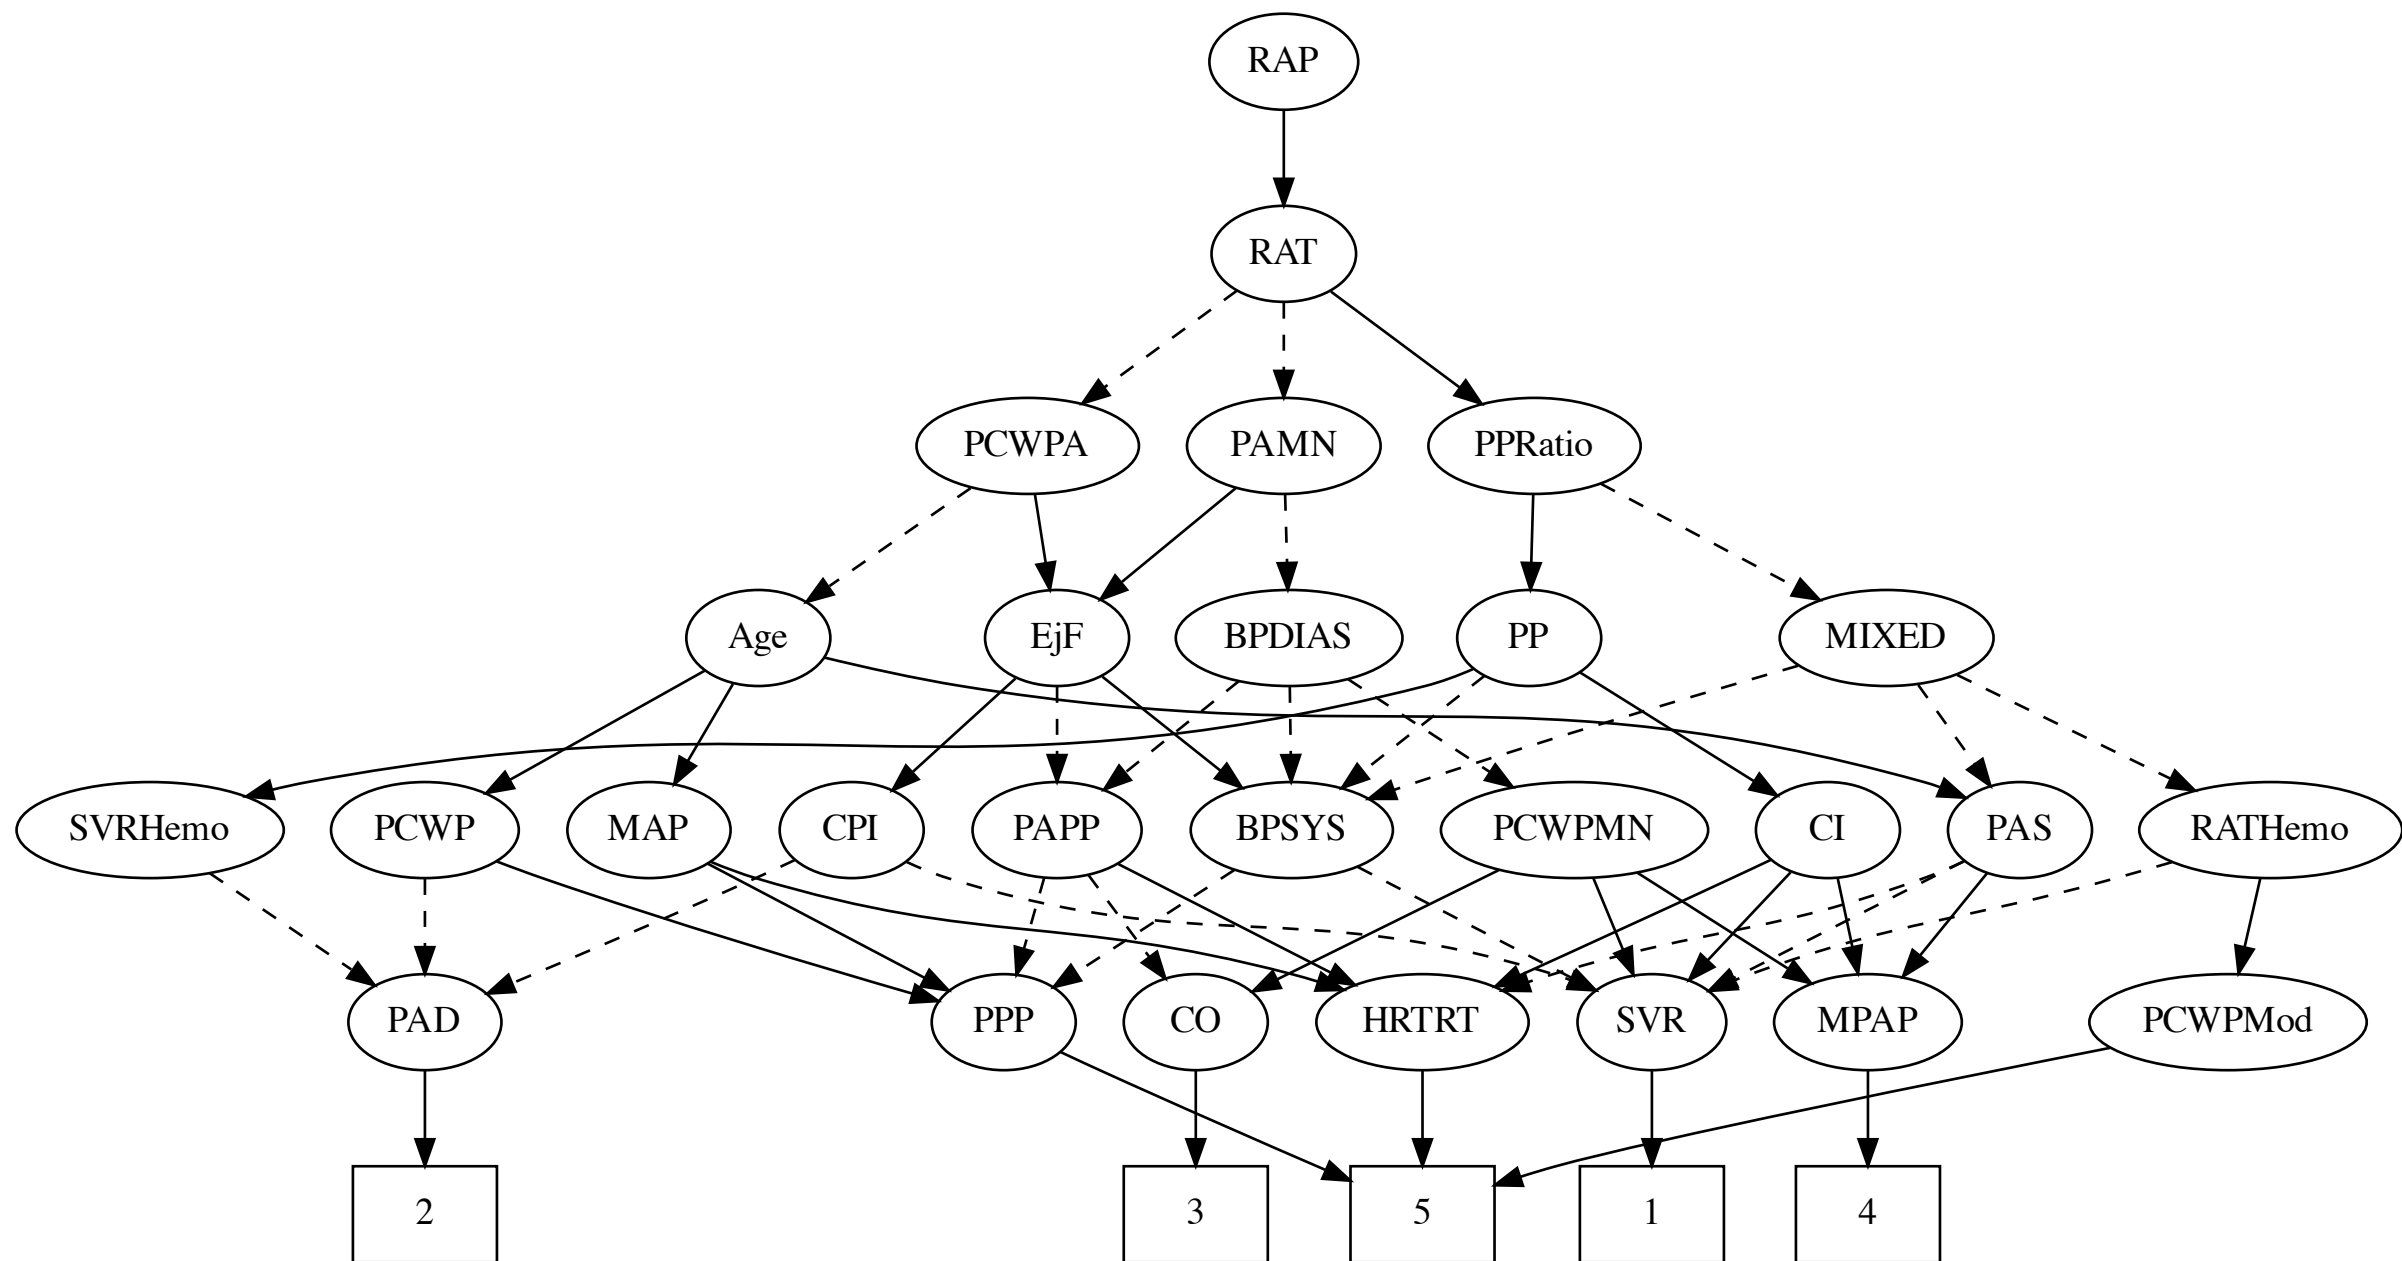 RAP
RAT
PCWPA
PAMN
PPRatio
Age
EjF
BPDIAS
PP
MIXED
SVRHemo
PCWP
MAP
CPI
PAPP
BPSYS
PCWPMN
CI
PAS
RATHemo
PAD
PPP
CO
HRTRT
SVR
MPAP
PCWPMod
2
3
5
1
4